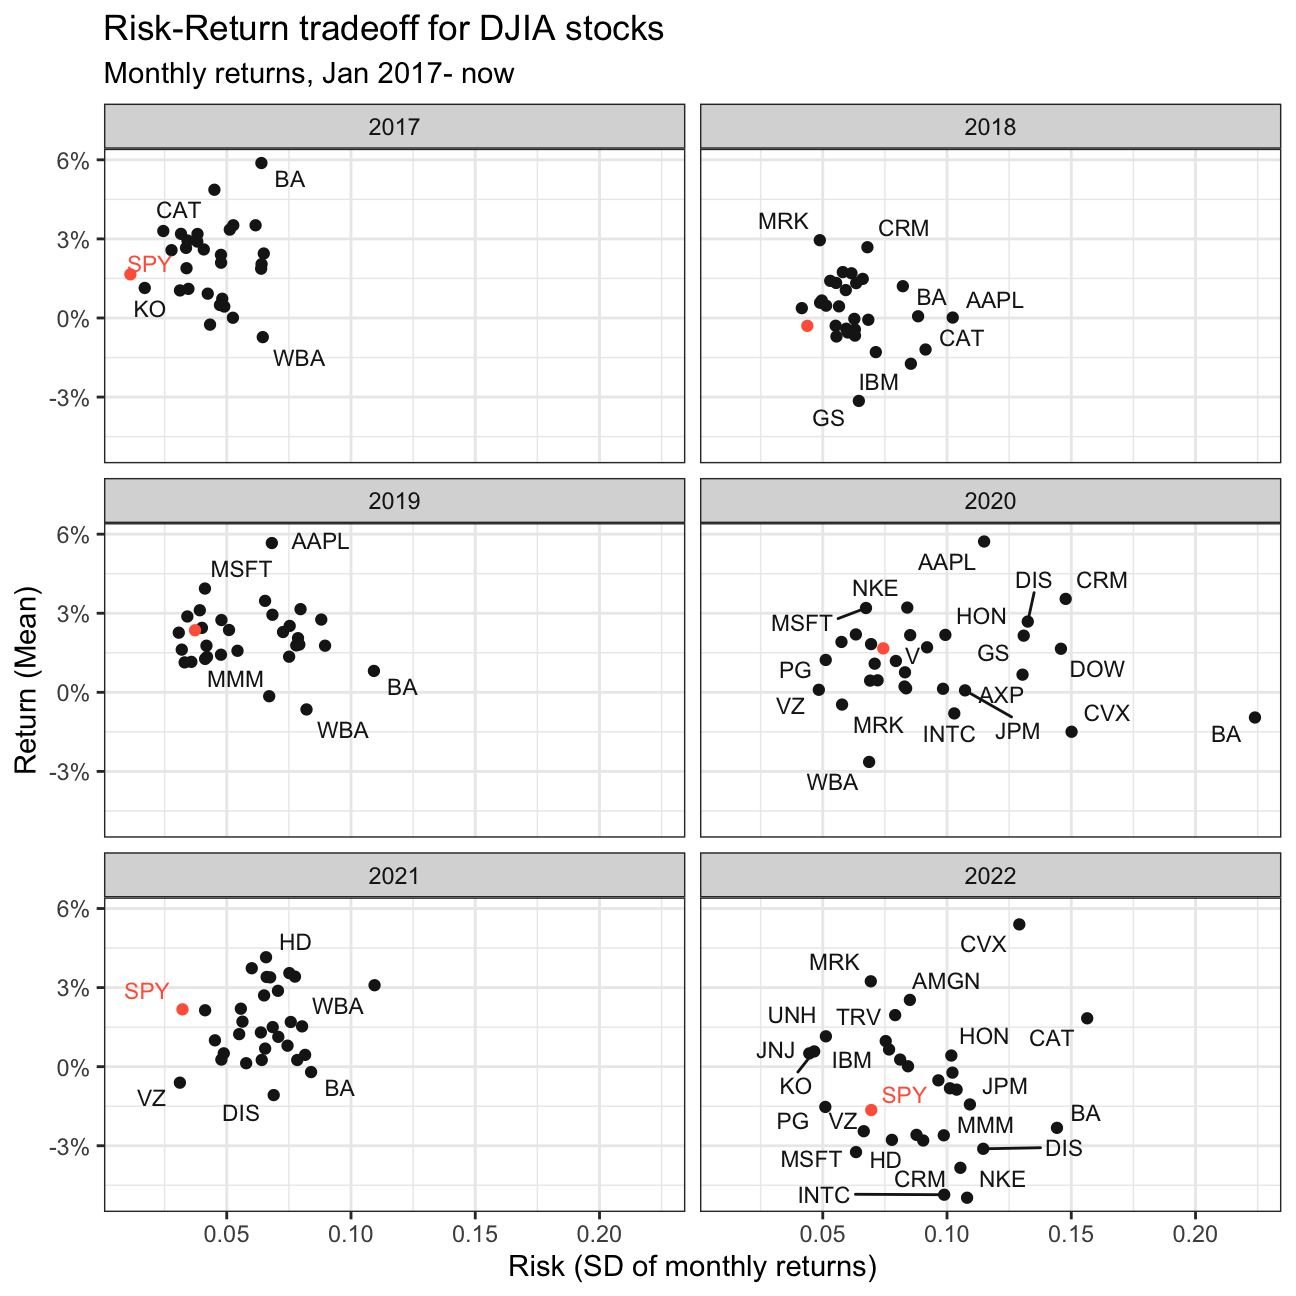 Risk-Return tradeoff for DJIA stocks
Monthly returns, Jan 2017- now
2017
6%
3%
0%
-3%
BA
CAT
SPY
KO
WBA
2018
MRK
CRM
BA
AAPL
CAT
IBM
GS
Return (Mean)
2019
6%
3%
0%
-3%
AAPL
MSFT
MMM
BA
WBA
2020
AAPL
DIS
CRM
NKE
MSFT
HON
V
GS
PG
DOW
AXP
VZ
CVX
MRK
INTC
JPM
BA
WBA
2021
6%
3%
0%
-3%
HD
SPY
WBA
BA
VZ
DIS
0.05
0.10
0.15
0.20
2022
CVX
MRK
AMGN
UNH
TRV
HON
CAT
JNJ
IBM
KO
SPY
JPM
PG
VZ
MMM
BA
MSFT
HD
DIS
CRM
NKE
INTC
0.05
0.10
0.15
0.20
Risk (SD of monthly returns)